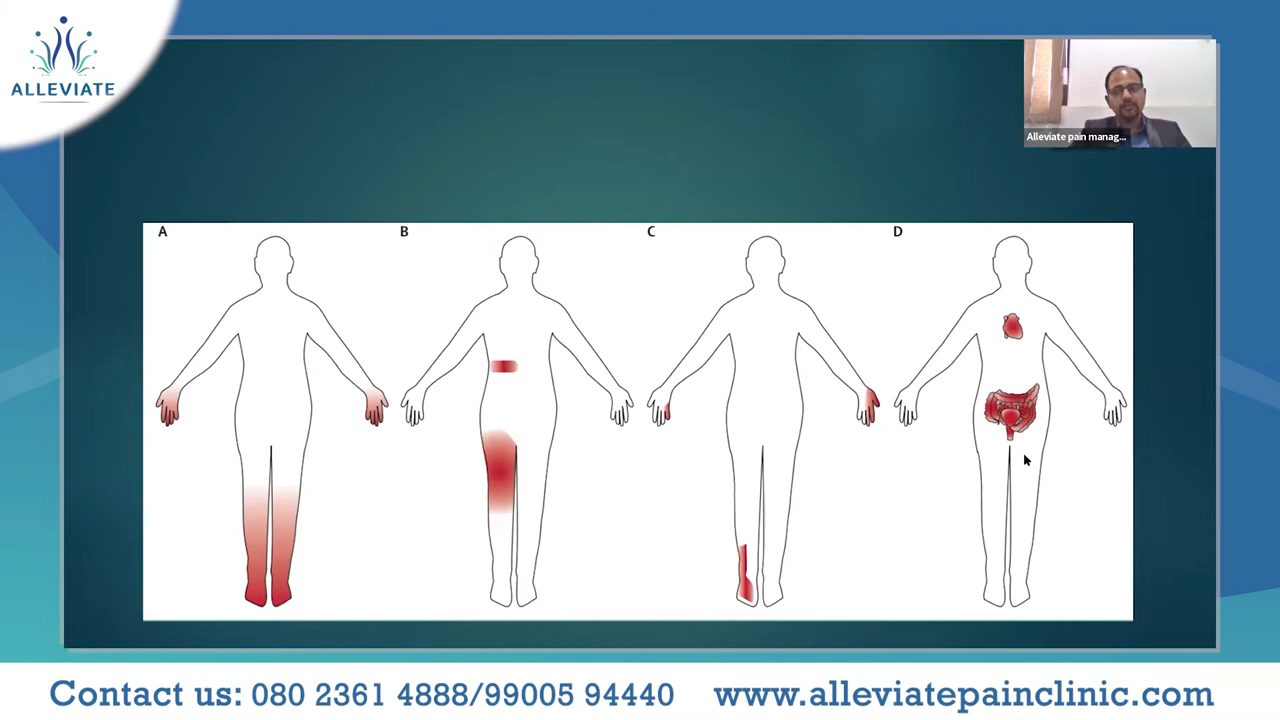 ALLEVIATE
Alleviate pain manag...
A
B
C
D
Contact us: 080 2361 4888/99005 94440
www.alleviatepainclinic.com